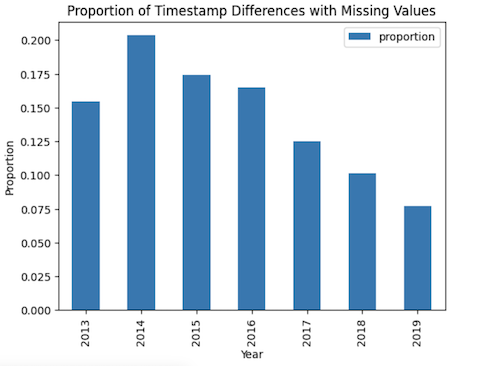 Proportion of Timestamp Differences with Missing Values
proportion
0.200
0.175
0.150
0.125
0.100
0.075
0.050
0.025
0.000
Proportion
2013 2014 2015 2016 2017 2018 2019
Year